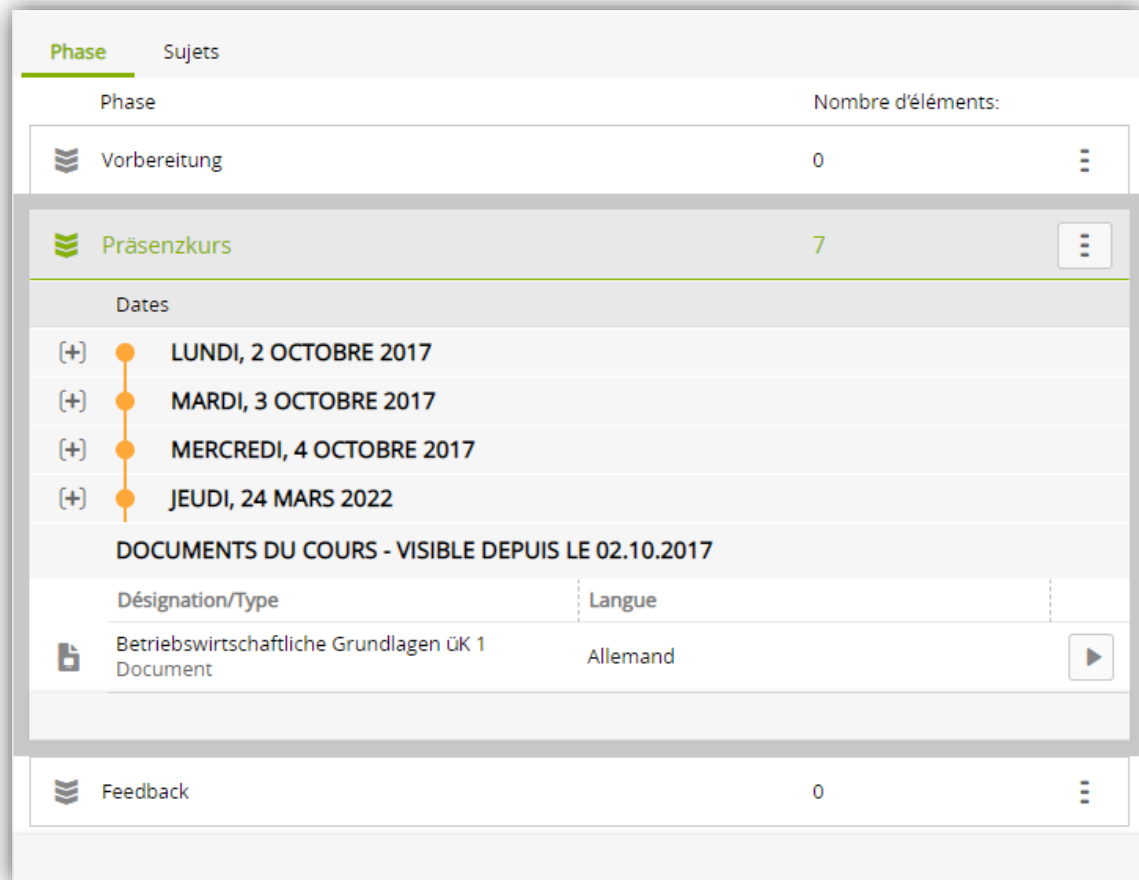 Phase Sujets
Phase Nombre d'éléments:
Vorbereitung 0
Präsenzkurs 7
Dates
[+] LUNDI, 2 OCTOBRE 2017
[+] MARDI, 3 OCTOBRE 2017
[+] MERCREDI, 4 OCTOBRE 2017
[+] JEUDI, 24 MARS 2022
DOCUMENTS DU COURS - VISIBLE DEPUIS LE 02.10.2017
Désignation/Type Langue
Betriebswirtschaftliche Grundlagen üK 1
Document
Allemand
Feedback 0